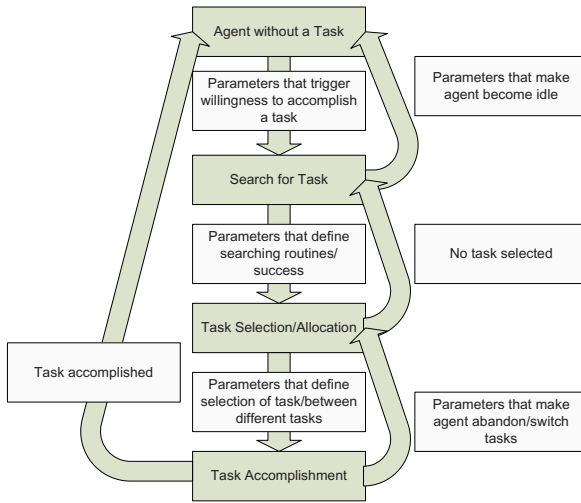 Agent without a Task
Parameters that trigger
willingness to accomplish
a task
Parameters that make
agent become idle
Search for Task
Parameters that define
searching routines/
success
No task selected
Task Selection/Allocation
Task accomplished
Parameters that define
selection of task/between
different tasks
Parameters that make
agent abandon/switch
tasks
Task Accomplishment